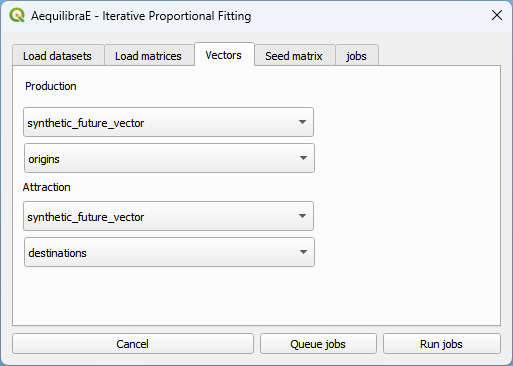 AequilibraE - Iterative Proportional Fitting
Load datasets Load matrices Vectors Seed matrix jobs
Production
synthetic_future_vector
origins
Attraction
synthetic_future_vector
destinations
Cancel Queue jobs Run jobs